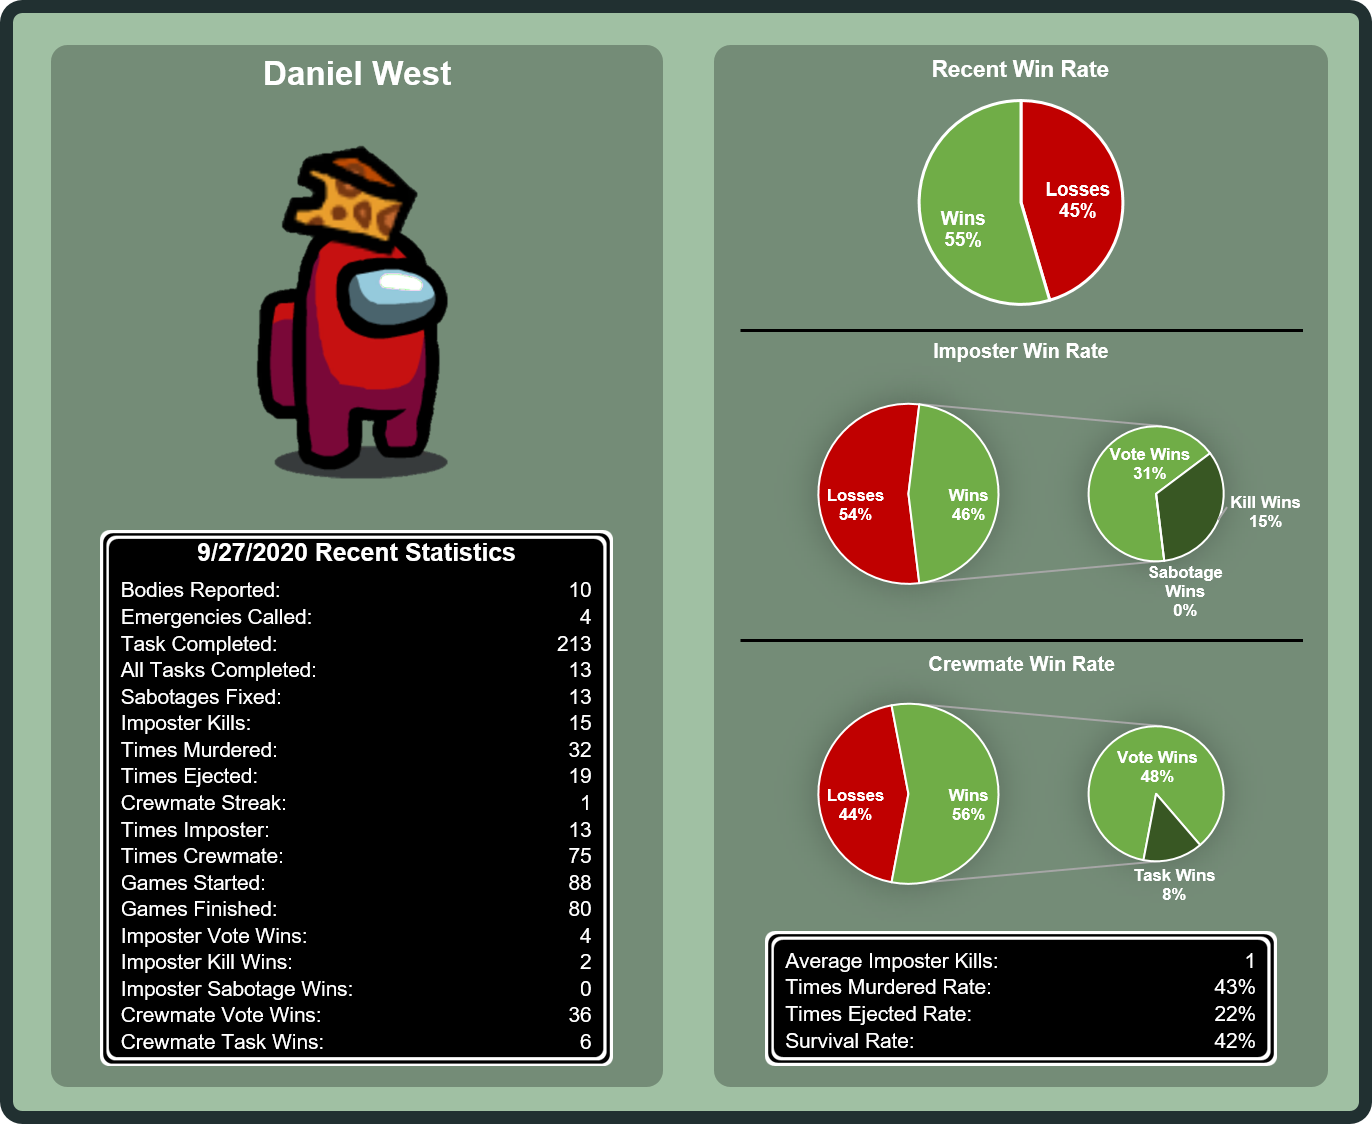 Daniel West
9/27/2020 Recent Statistics
Bodies Reported: 10
Emergencies Called: 4
Task Completed: 213
All Tasks Completed: 13
Sabotages Fixed: 13
Imposter Kills: 15
Times Murdered: 32
Times Ejected: 19
Crewmate Streak: 1
Times Imposter: 13
Times Crewmate: 75
Games Started: 88
Games Finished: 80
Imposter Vote Wins: 4
Imposter Kill Wins: 2
Imposter Sabotage Wins: 0
Crewmate Vote Wins: 36
Crewmate Task Wins: 6
Recent Win Rate
Wins
55%
Losses
45%
Imposter Win Rate
Losses
54%
Wins
46%
Vote Wins
31%
Kill Wins
15%
Sabotage
Wins
0%
Crewmate Win Rate
Losses
44%
Wins
56%
Vote Wins
48%
Task Wins
8%
Average Imposter Kills: 1
Times Murdered Rate: 43%
Times Ejected Rate: 22%
Survival Rate: 42%